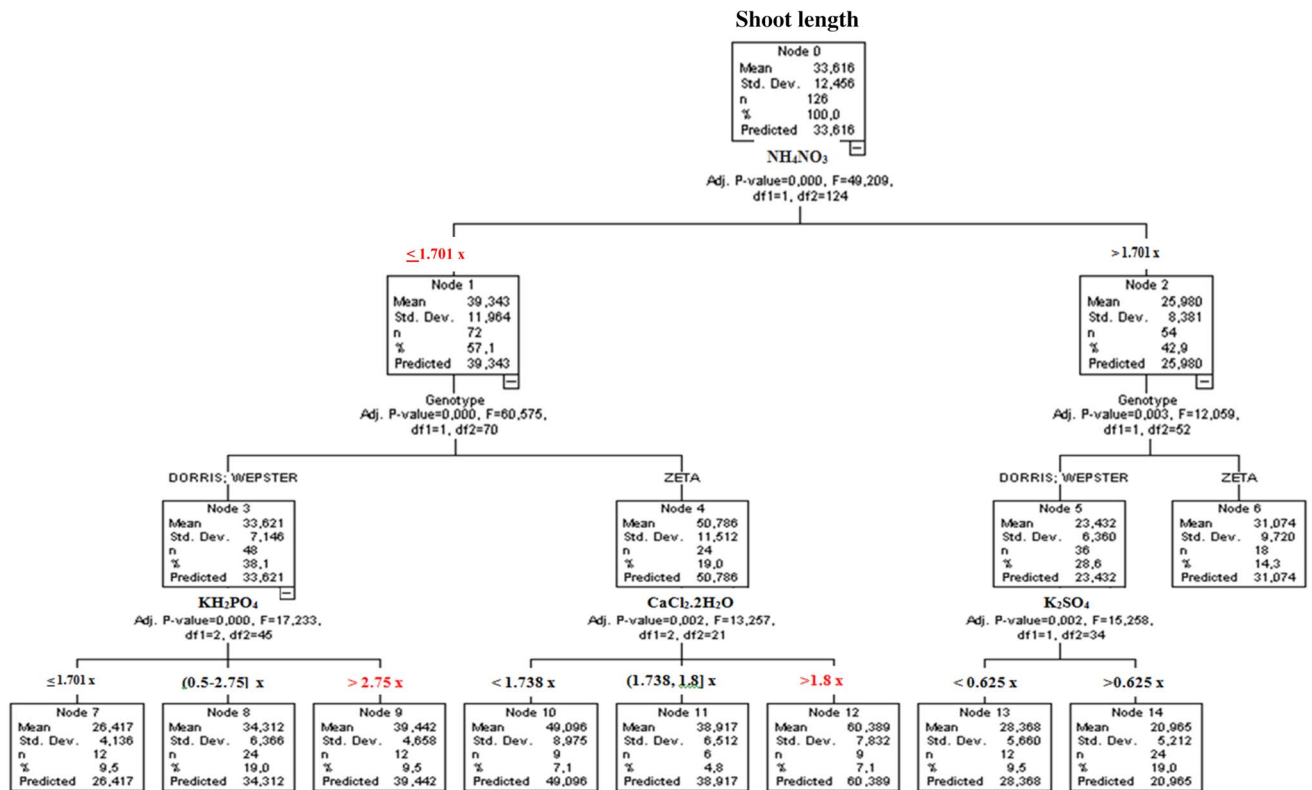 Shoot length
Node 0
Mean 33,616
Std. Dev. 12,456
n 126
% 100,0
Predicted 33,616
NH₄NO₃
Adj. P-value=0,000, F=49,209,
df1=1, df2=124
≤1.701 x
>1.701 x
Node 1
Mean 39,343
Std. Dev. 11,964
n 72
% 57,1
Predicted 39,343
Node 2
Mean 25,980
Std. Dev. 8,381
n 54
% 42,9
Predicted 25,980
Genotype
Adj. P-value=0,000, F=60,575,
df1=1, df2=70
Genotype
Adj. P-value=0,003, F=12,059,
df1=1, df2=52
DORRIS; WEPSTER
ZETA
DORRIS; WEPSTER
ZETA
Node 3
Mean 33,621
Std. Dev. 7,146
n 48
% 38,1
Predicted 33,621
Node 4
Mean 50,786
Std. Dev. 11,512
n 24
% 19,0
Predicted 50,786
Node 5
Mean 23,432
Std. Dev. 6,360
n 36
% 28,6
Predicted 23,432
Node 6
Mean 31,074
Std. Dev. 9,720
n 18
% 14,3
Predicted 31,074
KH₂PO₄
Adj. P-value=0,000, F=17,233,
df1=2, df2=45
CaCl₂.2H₂O
Adj. P-value=0,002, F=13,257,
df1=2, df2=21
K₂SO₄
Adj. P-value=0,002, F=15,258,
df1=1, df2=34
≤1.701 x
(0.5-2.75] x
> 2.75 x
< 1.738 x
(1.738, 1.8] x
>1.8 x
< 0.625 x
>0.625 x
Node 7
Mean 26,417
Std. Dev. 4,136
n 12
% 9,5
Predicted 26,417
Node 8
Mean 34,312
Std. Dev. 6,366
n 24
% 19,0
Predicted 34,312
Node 9
Mean 39,442
Std. Dev. 4,658
n 12
% 9,5
Predicted 39,442
Node 10
Mean 49,096
Std. Dev. 8,975
n 9
% 7,1
Predicted 49,096
Node 11
Mean 38,917
Std. Dev. 6,512
n 6
% 4,8
Predicted 38,917
Node 12
Mean 60,389
Std. Dev. 7,832
n 9
% 7,1
Predicted 60,389
Node 13
Mean 28,368
Std. Dev. 5,660
n 12
% 9,5
Predicted 28,368
Node 14
Mean 20,965
Std. Dev. 5,212
n 24
% 19,0
Predicted 20,965